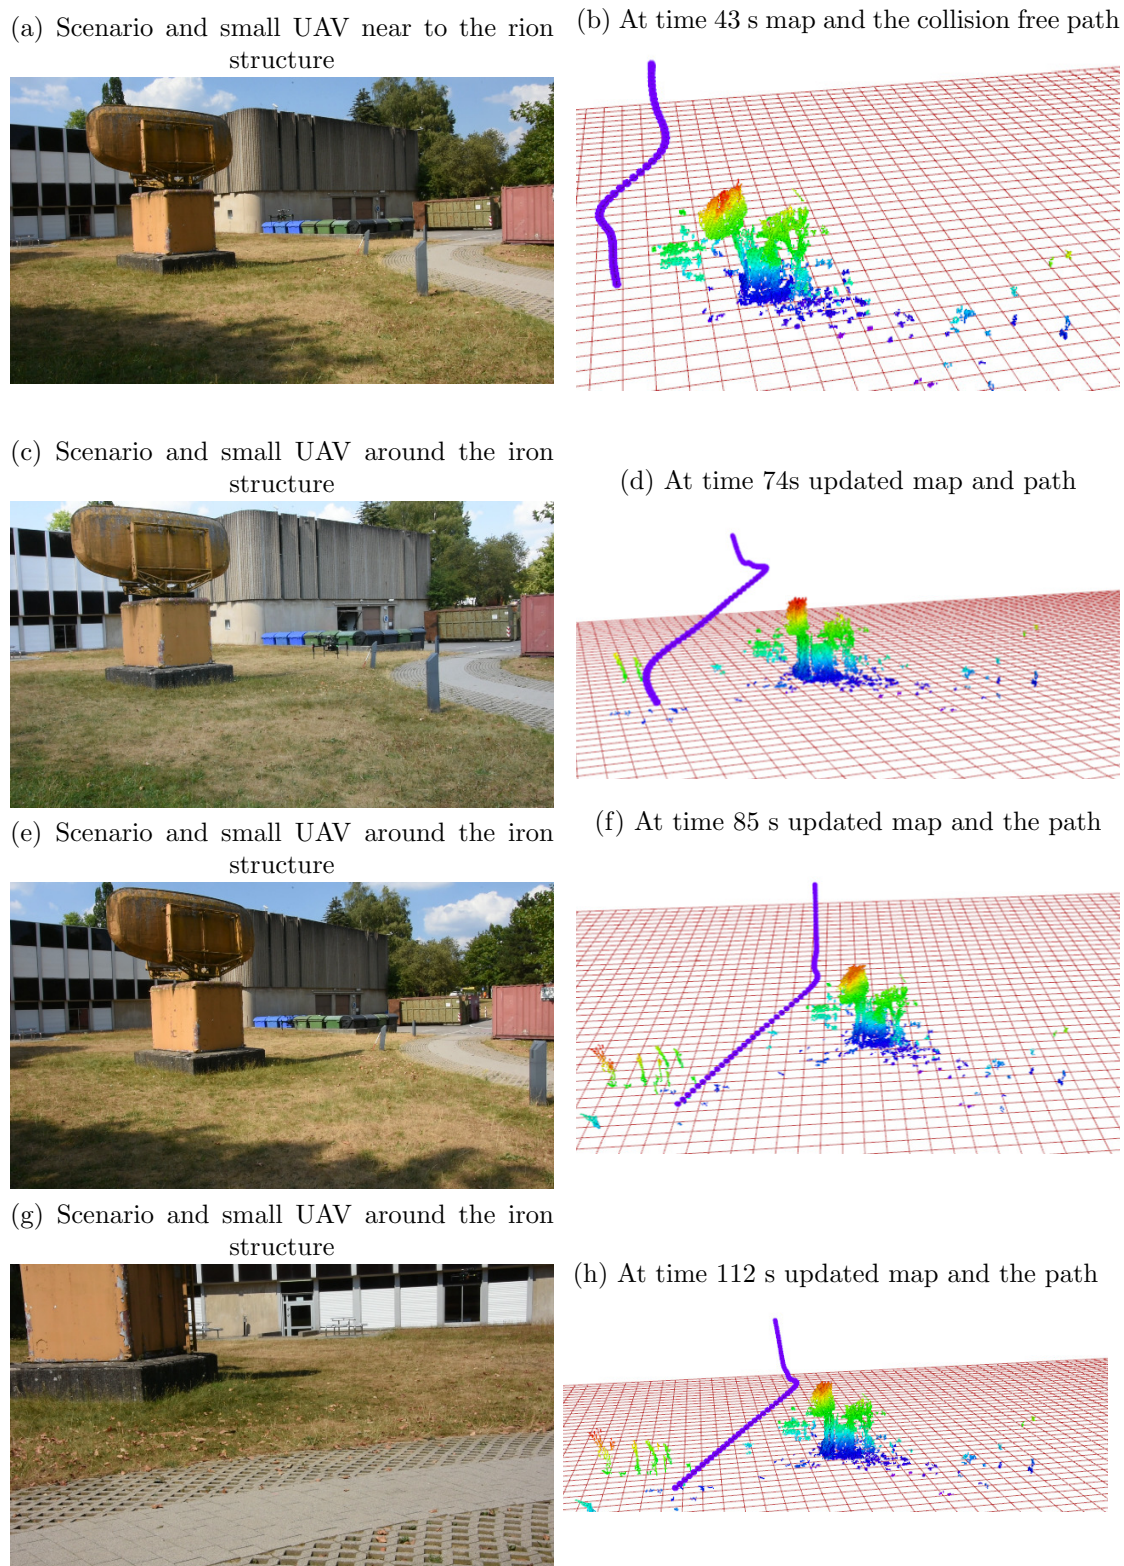 (a) Scenario and small UAV near to the rion
structure
(b) At time 43 s map and the collision free path
(c) Scenario and small UAV around the iron
structure
(d) At time 74s updated map and path
(e) Scenario and small UAV around the iron
structure
(f) At time 85 s updated map and the path
(g) Scenario and small UAV around the iron
structure
(h) At time 112 s updated map and the path